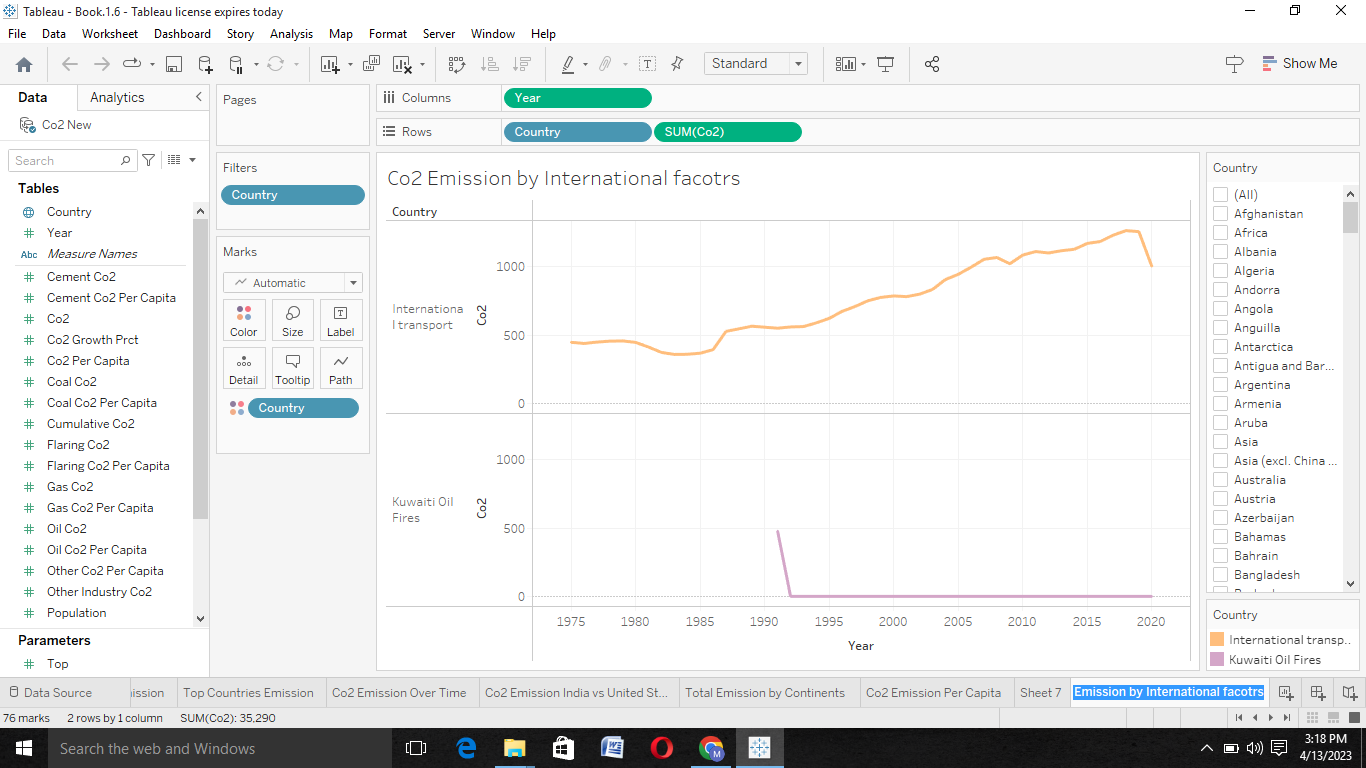 Tableau - Book.1.6 - Tableau license expires today
File Data Worksheet Dashboard Story Analysis Map Format Server Window Help
Standard
Show Me
Data Analytics
Co2 New
Search
Tables
Country
Year
Abc Measure Names
Cement Co2
Cement Co2 Per Capita
Co2
Co2 Growth Prct
Co2 Per Capita
Coal Co2
Coal Co2 Per Capita
Cumulative Co2
Flaring Co2
Flaring Co2 Per Capita
Gas Co2
Gas Co2 Per Capita
Oil Co2
Oil Co2 Per Capita
Other Co2 Per Capita
Other Industry Co2
Population
Parameters
Top
Pages
Filters
Country
Marks
Automatic
Color Size Label
Detail Tooltip Path
Country
Columns Year
Rows Country SUM(Co2)
Co2 Emission by International facotrs
Country
Internationa
l transport
Co2
1000
500
0
Kuwaiti Oil
Fires
Co2
1000
500
0
1975 1980 1985 1990 1995 2000 2005 2010 2015 2020
Year
Country
(All)
Afghanistan
Africa
Albania
Algeria
Andorra
Angola
Anguilla
Antarctica
Antigua and Bar...
Argentina
Armenia
Aruba
Asia
Asia (excl. China ...
Australia
Austria
Azerbaijan
Bahamas
Bahrain
Bangladesh
Country
International transp..
Kuwaiti Oil Fires
Data Source ission Top Countries Emission Co2 Emission Over Time Co2 Emission India vs United St... Total Emission by Continents Co2 Emission Per Capita Sheet 7 Emission by International facotrs
76 marks 2 rows by 1 column SUM(Co2): 35,290
Search the web and Windows
3:18 PM
4/13/2023